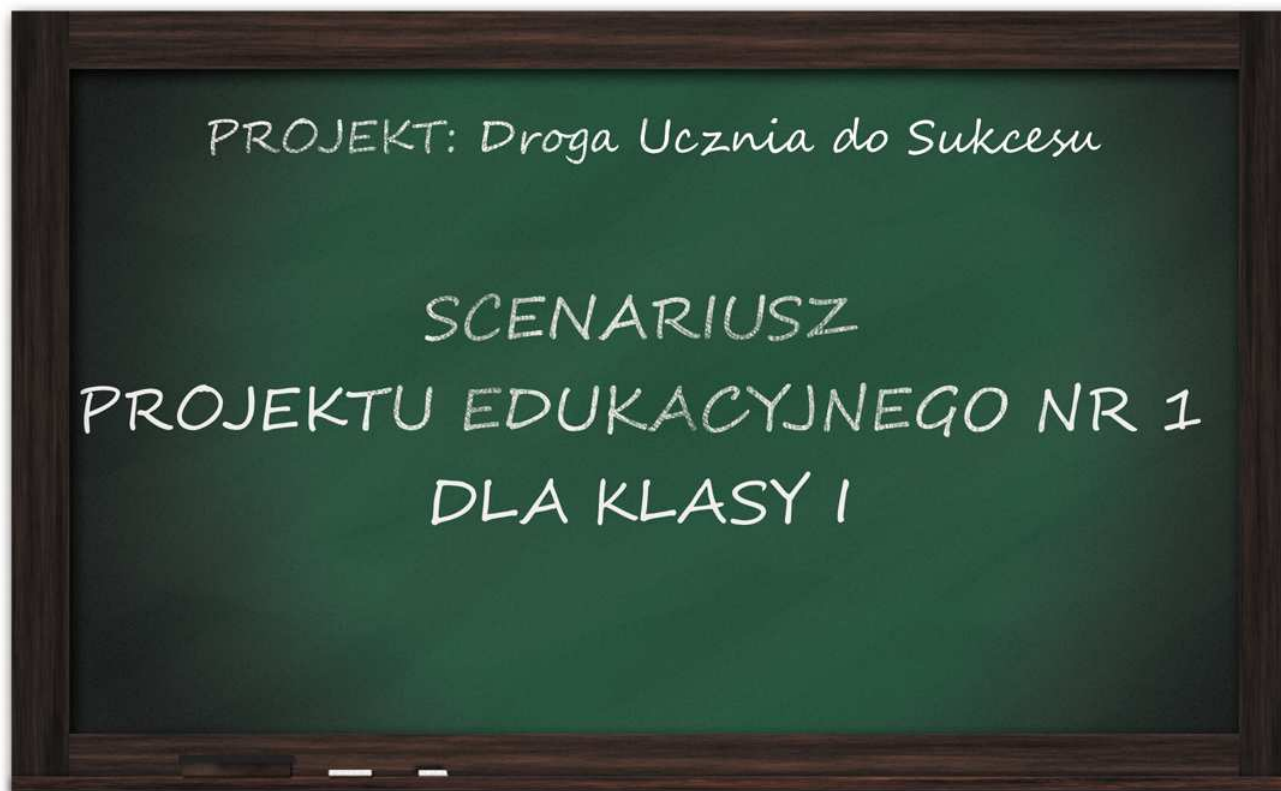 PROJEKT: Droga Ucznia do Sukcesu
SCENARIUSZ
PROJEKTU EDUKACYJNEGO NR 1
DLA KLASY I